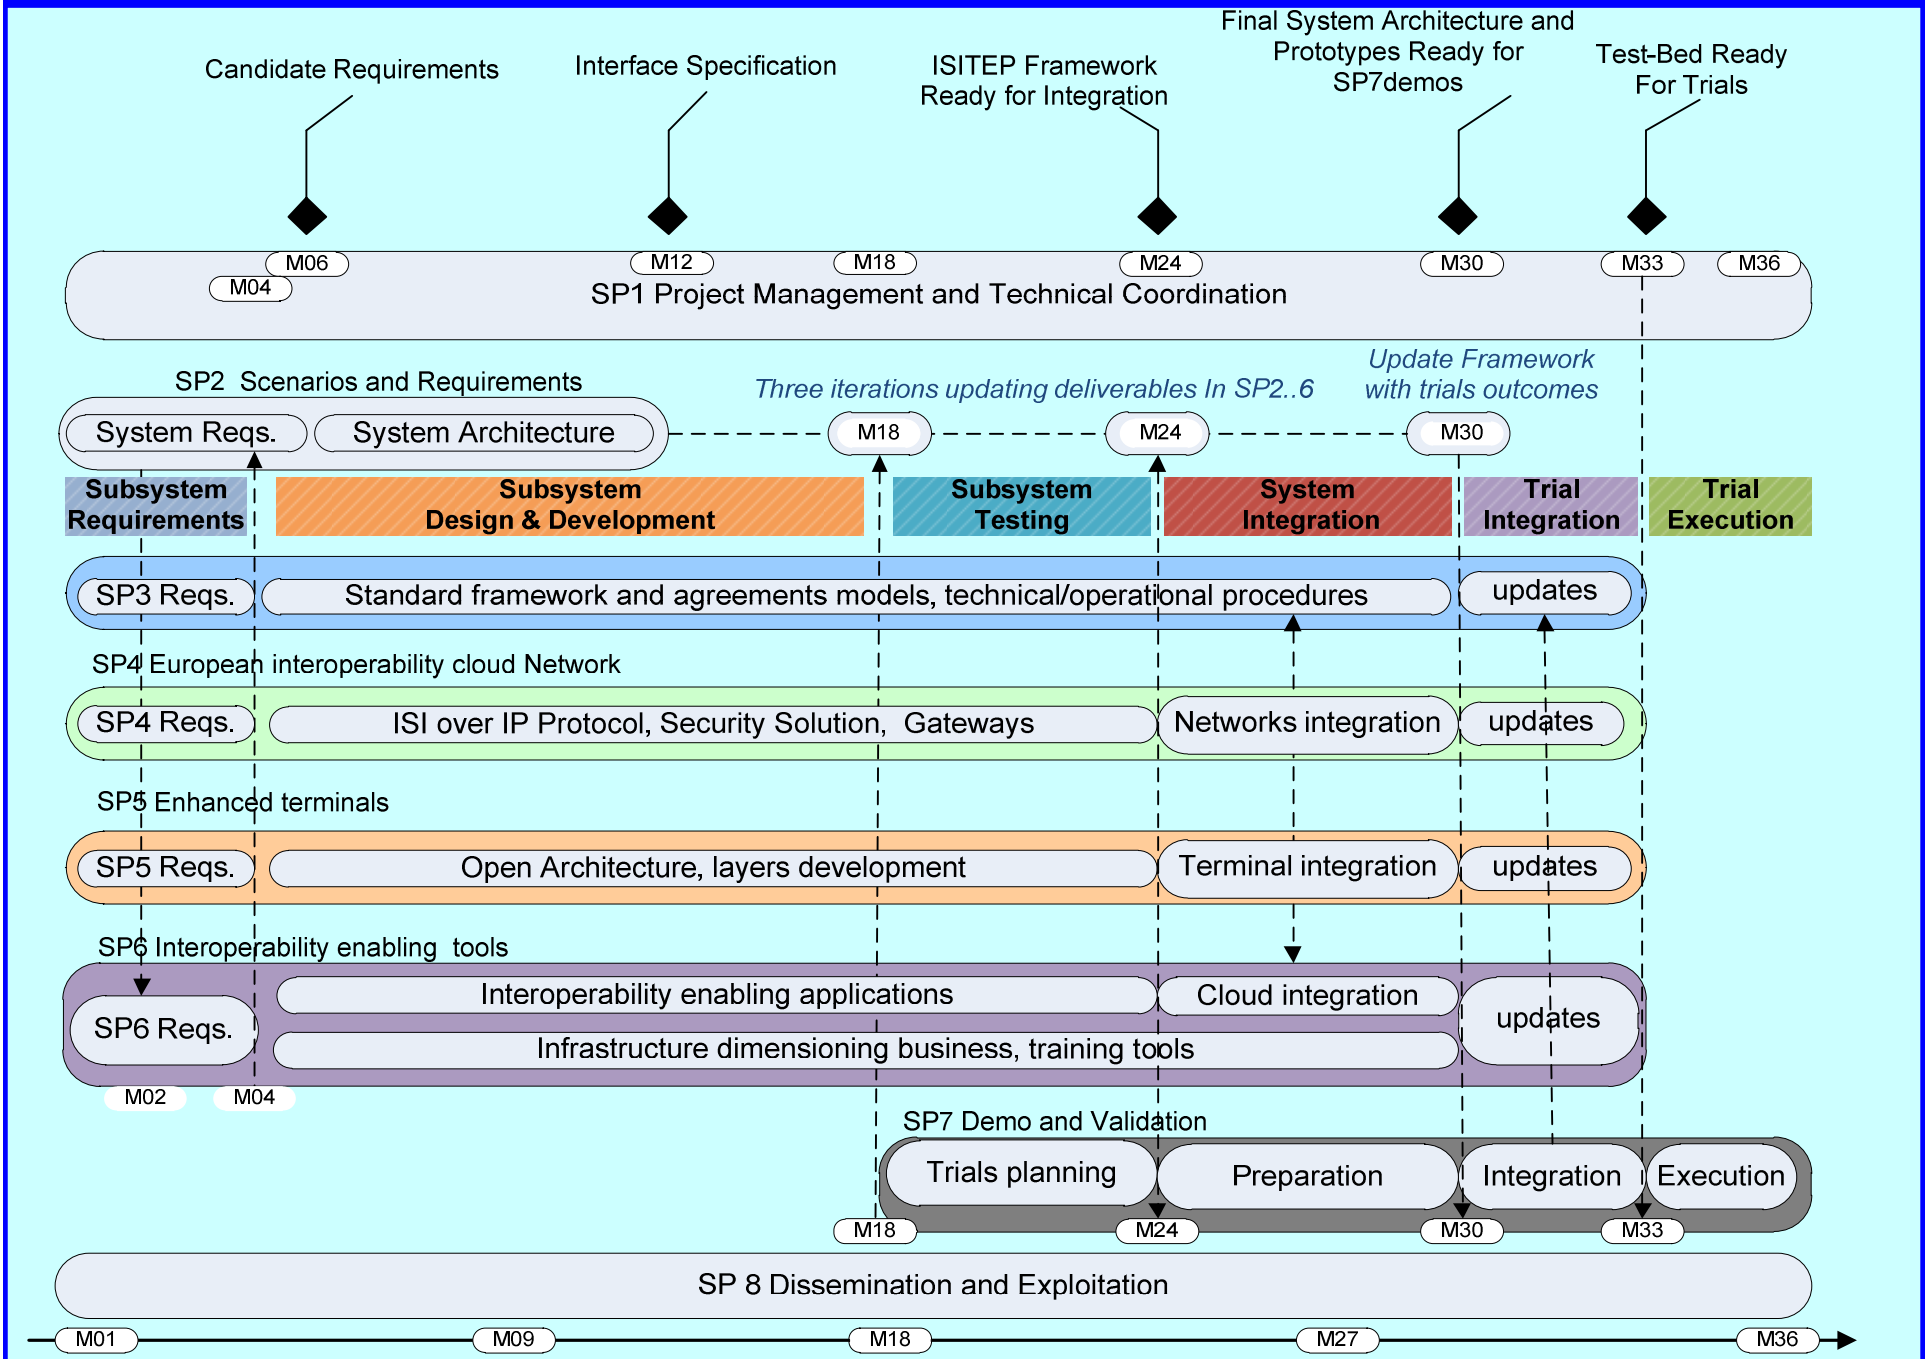 Final System Architecture and
Prototypes Ready for
SP7demos
Candidate Requirements
Interface Specification
ISITEP Framework
Ready for Integration
Test-Bed Ready
For Trials
M06
M12
M18
M24
M30
M33
M36
M04
SP1 Project Management and Technical Coordination
SP2 Scenarios and Requirements
Three iterations updating deliverables In SP2..6
Update Framework
with trials outcomes
System Reqs.
System Architecture
M18
M24
M30
Subsystem
Requirements
Subsystem
Design & Development
Subsystem
Testing
System
Integration
Trial
Integration
Trial
Execution
SP3 Reqs.
Standard framework and agreements models, technical/operational procedures
updates
SP4 European interoperability cloud Network
SP4 Reqs.
ISI over IP Protocol, Security Solution, Gateways
Networks integration
updates
SP5 Enhanced terminals
SP5 Reqs.
Open Architecture, layers development
Terminal integration
updates
SP6 Interoperability enabling tools
SP6 Reqs.
Interoperability enabling applications
Cloud integration
updates
Infrastructure dimensioning business, training tools
M02
M04
SP7 Demo and Validation
Trials planning
Preparation
Integration
Execution
M18
M24
M30
M33
SP 8 Dissemination and Exploitation
M01
M09
M18
M27
M36